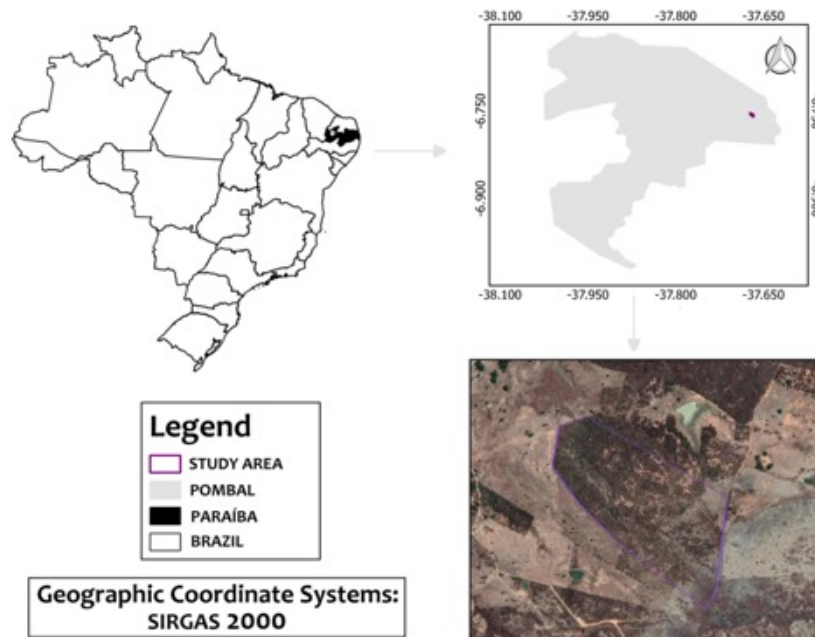 -38.100 -37.950 -37.800 -37.650
-6.750
-6.900
-38.100 -37.950 -37.800 -37.650
Legend
STUDY AREA
POMBAL
PARAÍBA
BRAZIL
Geographic Coordinate Systems:
SIRGAS 2000